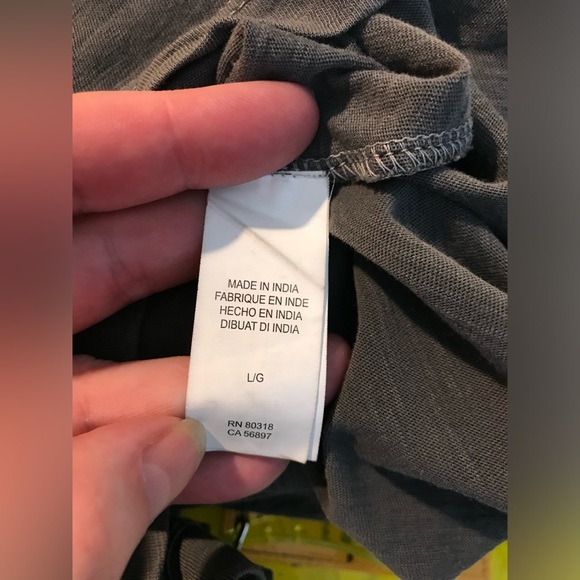 MADE IN INDIA
FABRIQUE EN INDE
HECHO EN INDIA
DIBUAT DI INDIA
L/G
RN 80318
CA 56897